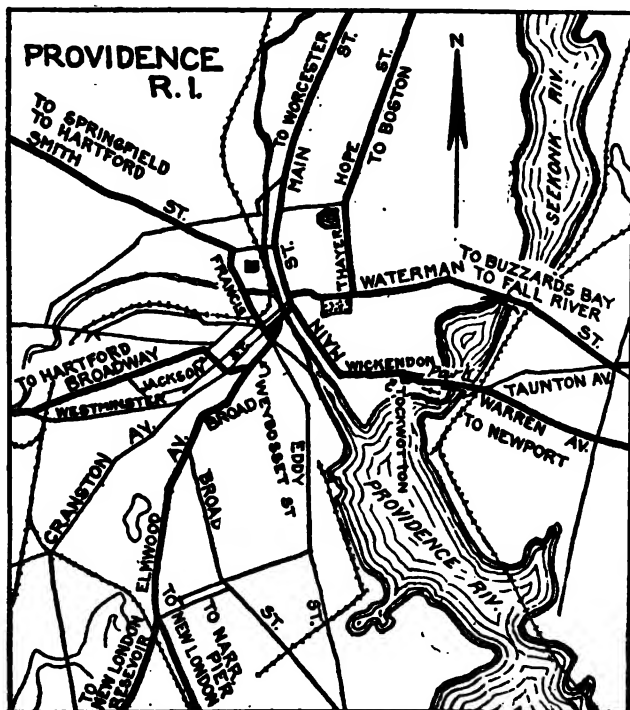 PROVIDENCE
R.I.
TO WORCESTER
MAIN ST.
HOPE ST.
TO BOSTON
N
SEEKONK RIV.
TO SPRINGFIELD
TO HARTFORD
SMITH ST.
FRANCIS ST.
MAIN ST.
THAYER
WATERMAN ST.
TO BUZZARDS BAY
TO FALL RIVER
TO HARTFORD
BROADWAY
JACKSON
WESTMINSTER
WICKENDON
TAUNTON AV.
WARREN AV.
TO NEWPORT
CRANSTON AV.
BROAD
WEYBOSSET ST
EDDY ST.
PROVIDENCE RIV.
ELMWOOD AV.
BROAD ST.
TO NEW LONDON
TO NARR. PIER
TO NEW LONDON
RESEVOIR